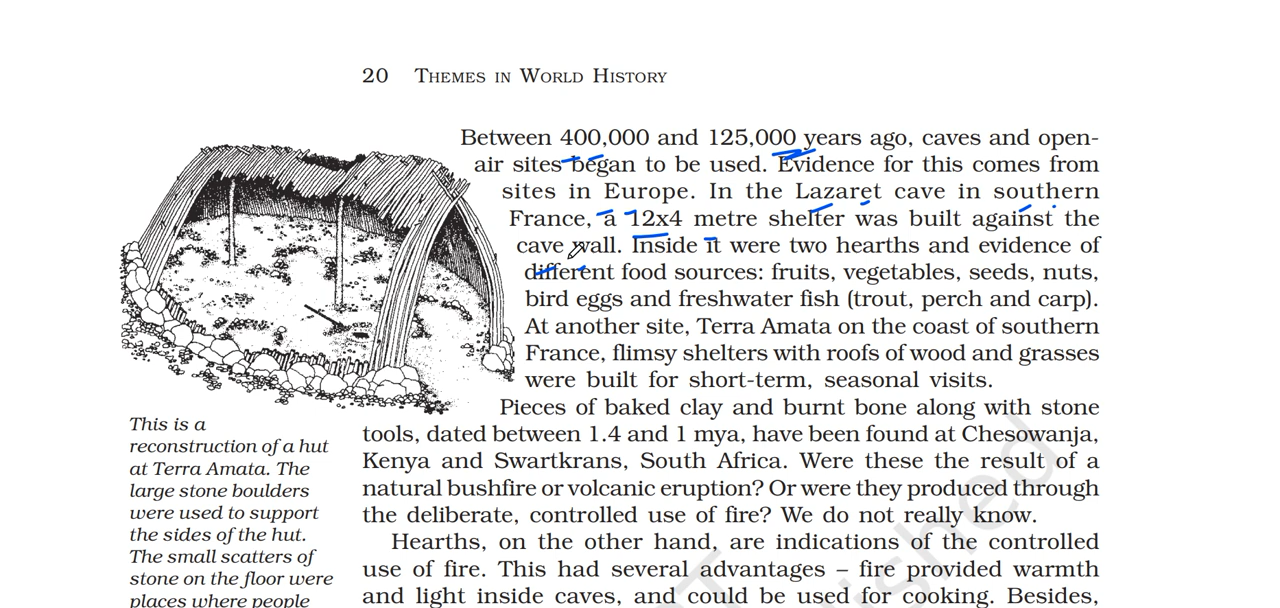 20 THEMES IN WORLD HISTORY
Between 400,000 and 125,000 years ago, caves and open-
air sites began to be used. Evidence for this comes from
sites in Europe. In the Lazaret cave in southern
France, a 12x4 metre shelter was built against the
cave wall. Inside it were two hearths and evidence of
different food sources: fruits, vegetables, seeds, nuts,
bird eggs and freshwater fish (trout, perch and carp).
At another site, Terra Amata on the coast of southern
France, flimsy shelters with roofs of wood and grasses
were built for short-term, seasonal visits.
Pieces of baked clay and burnt bone along with stone
tools, dated between 1.4 and 1 mya, have been found at Chesowanja,
Kenya and Swartkrans, South Africa. Were these the result of a
natural bushfire or volcanic eruption? Or were they produced through
the deliberate, controlled use of fire? We do not really know.
Hearths, on the other hand, are indications of the controlled
use of fire. This had several advantages – fire provided warmth
and light inside caves, and could be used for cooking. Besides,
This is a
reconstruction of a hut
at Terra Amata. The
large stone boulders
were used to support
the sides of the hut.
The small scatters of
stone on the floor were
places where people